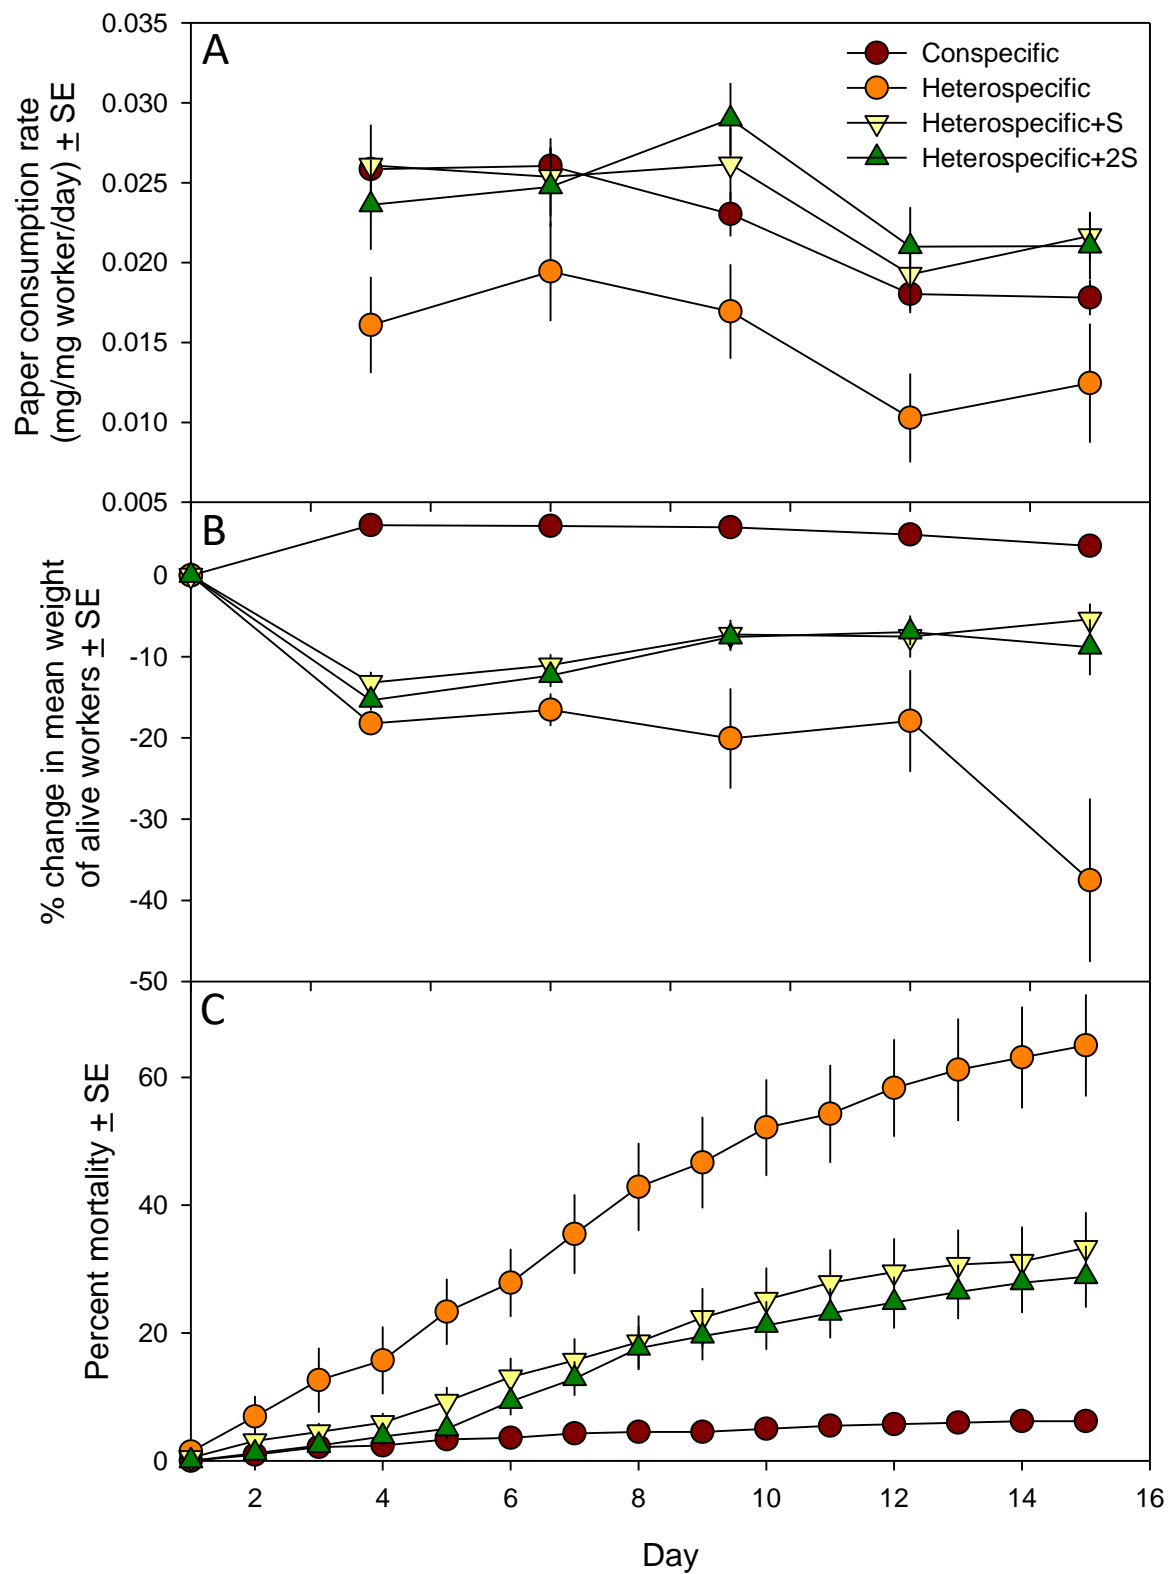 A
Conspecific
Heterospecific
Heterospecific+S
Heterospecific+2S
Paper consumption rate
(mg/mg worker/day) ± SE
0.035
0.030
0.025
0.020
0.015
0.010
0.005
B
% change in mean weight
of alive workers ± SE
0
-10
-20
-30
-40
-50
C
Percent mortality ± SE
60
40
20
0
2 4 6 8 10 12 14 16
Day